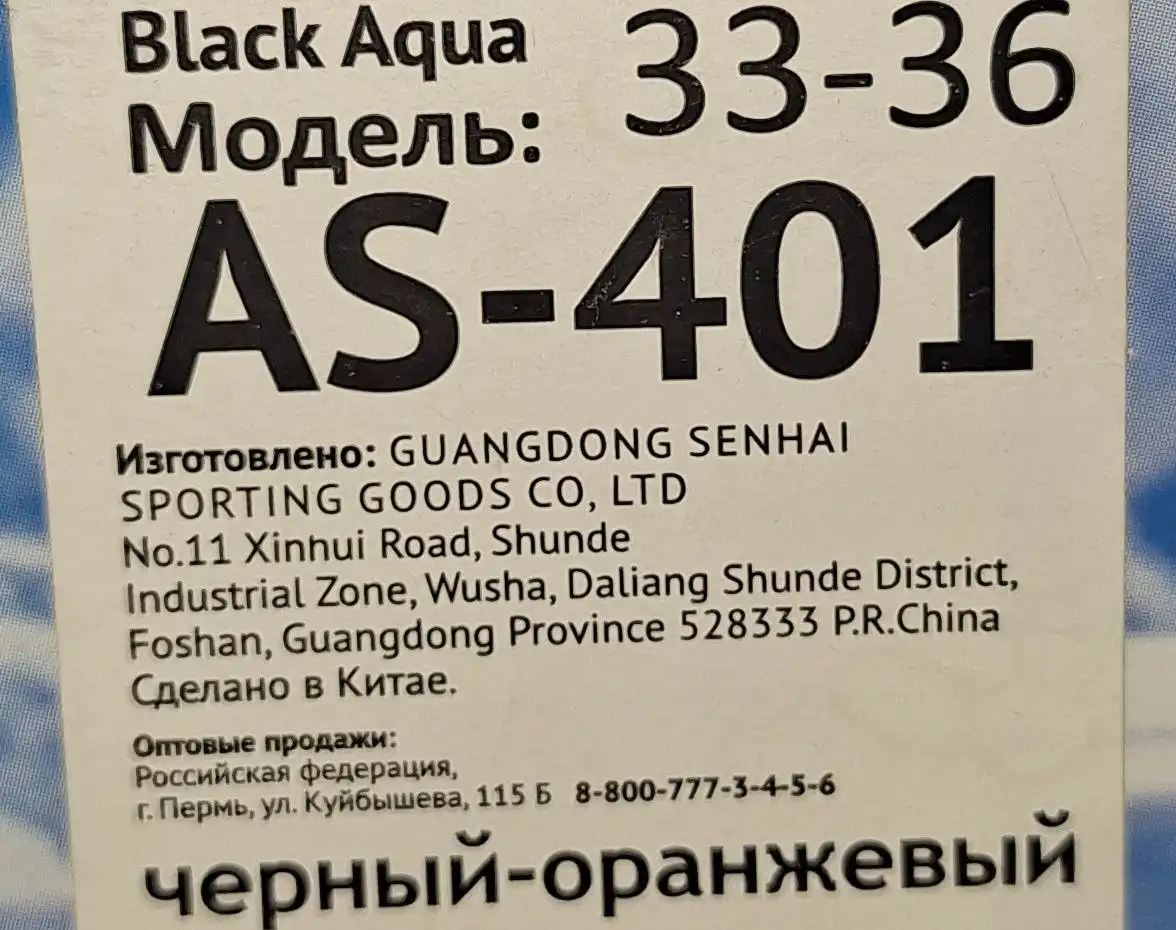 Black Aqua 33-36
Модель:
AS-401
Изготовлено: GUANGDONG SENHAI
SPORTING GOODS CO, LTD
No.11 Xinhui Road, Shunde
Industrial Zone, Wusha, Daliang Shunde District,
Foshan, Guangdong Province 528333 P.R.China
Сделано в Китае.
Оптовые продажи:
Российская федерация,
г. Пермь, ул. Куйбышева, 115 Б 8-800-777-3-4-5-6
черный-оранжевый